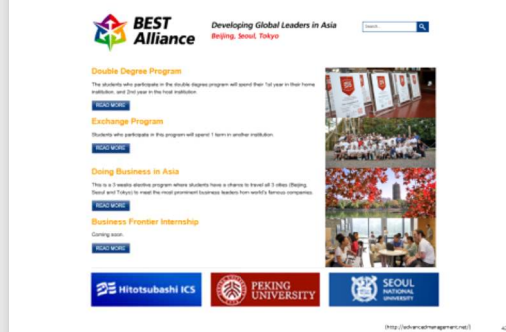 BEST
Alliance
Developing Global Leaders in Asia
Beijing, Seoul, Tokyo
Search...
Double Degree Program
The students who participate in the double degree program will spend their 1st year in their home
institution, and 2nd year in the host institution.
READ MORE
Exchange Program
Students who participate in this program will spend 1 term in another institution.
READ MORE
Doing Business in Asia
This is a 3 weeks elective program where students have a chance to travel all 3 cities (Beijing,
Seoul and Tokyo) to meet the most prominent business leaders from world's famous companies.
READ MORE
Business Frontier Internship
Coming soon.
READ MORE
Hitotsubashi ICS
PEKING
UNIVERSITY
SEOUL
NATIONAL
UNIVERSITY
(http://advancedmanagement.net/)